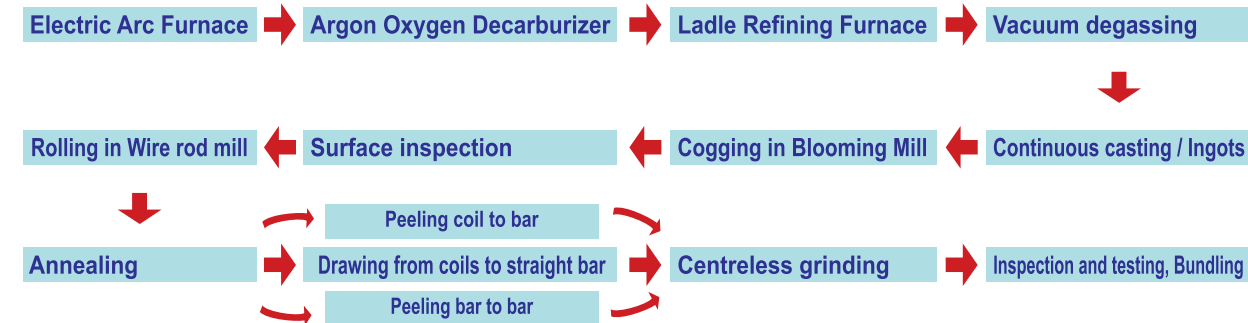 Electric Arc Furnace
Argon Oxygen Decarburizer
Ladle Refining Furnace
Vacuum degassing
Continuous casting / Ingots
Cogging in Blooming Mill
Surface inspection
Rolling in Wire rod mill
Annealing
Peeling coil to bar
Drawing from coils to straight bar
Peeling bar to bar
Centreless grinding
Inspection and testing, Bundling